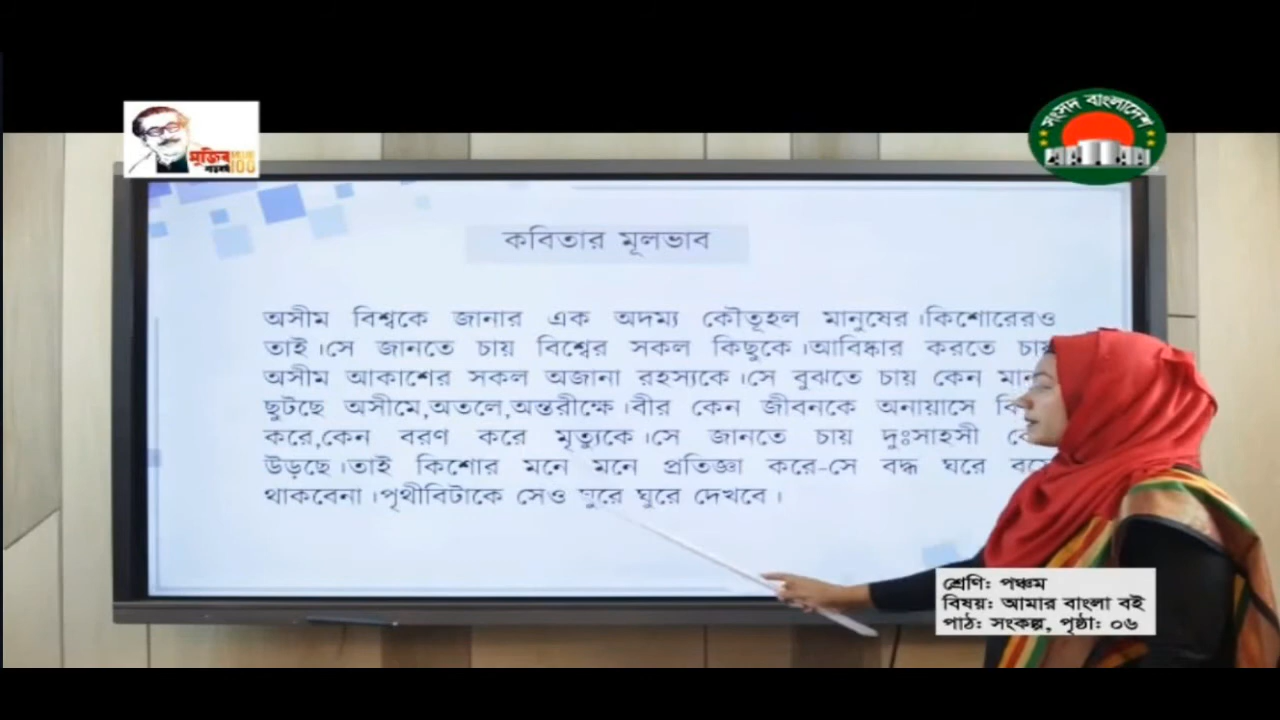 সংসদ বাংলাদেশ
মুজিব
১০০
কবিতার মূলভাব
অসীম বিশ্বকে জানার এক অদম্য কৌতূহল মানুষের।কিশোরেরও
তাই।সে জানতে চায় বিশ্বের সকল কিছুকে।আবিষ্কার করতে চায়
অসীম আকাশের সকল অজানা রহস্যকে।সে বুঝতে চায় কেন
ছুটছে অসীমে,অতলে,অন্তরীক্ষে।বীর কেন জীবনকে অনায়াসে
করে,কেন বরণ করে মৃত্যুকে।সে জানতে চায় দুঃসাহসী
উড়ছে।তাই কিশোর মনে মনে প্রতিজ্ঞা করে-সে বদ্ধ ঘরে
থাকবেনা।পৃথীবিটাকে সেও ঘুরে ঘুরে দেখবে।
শ্রেণি: পঞ্চম
বিষয়: আমার বাংলা বই
পাঠ: সংকল্প, পৃষ্ঠা: ০৬